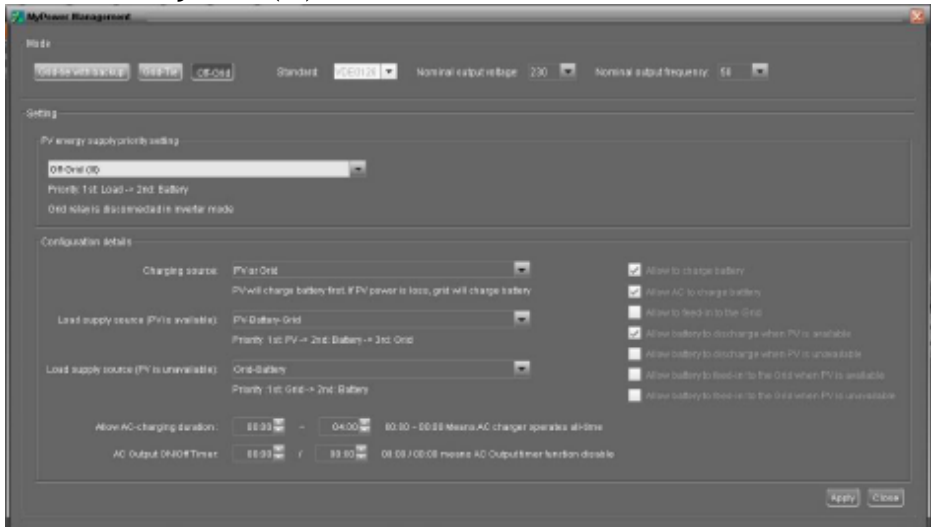 MyPower Management
Mode
Grid-tie with backup Grid-Tie Off-Grid Standard: VDE0126 Nominal output voltage: 230 Nominal output frequency: 50
Setting
PV energy supply priority setting
Off-Grid (III)
Priority: 1st: Load -> 2nd: Battery
Grid relay is disconnected in inverter mode
Configuration details
Charging source: PV or Grid
PV will charge battery first. If PV power is loss, grid will charge battery
Load supply source (PV is available): PV-Battery-Grid
Priority: 1st: PV -> 2nd: Battery -> 3rd: Grid
Load supply source (PV is unavailable): Grid-Battery
Priority: 1st: Grid -> 2nd: Battery
Allow to charge battery
Allow AC to charge battery
Allow to feed-in to the Grid
Allow battery to discharge when PV is available
Allow battery to discharge when PV is unavailable
Allow battery to feed-in to the Grid when PV is available
Allow battery to feed-in to the Grid when PV is unavailable
Allow AC-charging duration: 00:00 ~ 04:00 00:00 ~ 00:00 Means AC charger operates all-time
AC Output ON/Off Timer: 00:00 / 00:00 00:00 / 00:00 means AC Output timer function disable
Apply Close